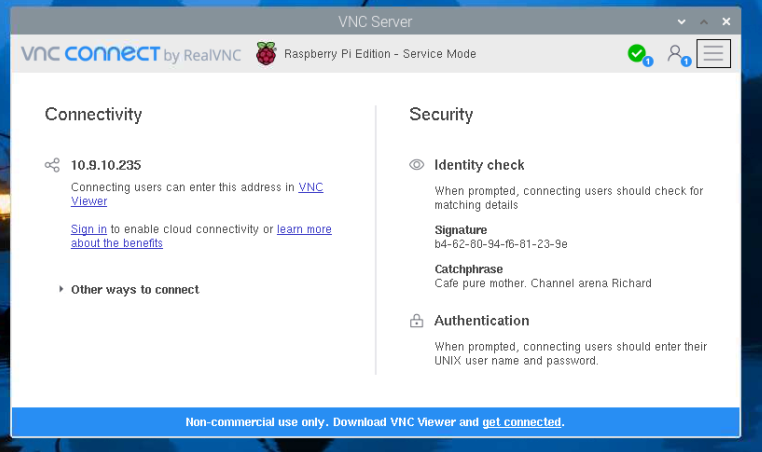 VNC Server
VNC CONNECT by RealVNC
Raspberry Pi Edition - Service Mode
1
1
Connectivity
10.9.10.235
Connecting users can enter this address in VNC
Viewer
Sign in to enable cloud connectivity or learn more
about the benefits
Other ways to connect
Security
Identity check
When prompted, connecting users should check for
matching details
Signature
b4-62-80-94-f6-81-23-9e
Catchphrase
Cafe pure mother. Channel arena Richard
Authentication
When prompted, connecting users should enter their
UNIX user name and password.
Non-commercial use only. Download VNC Viewer and get connected.